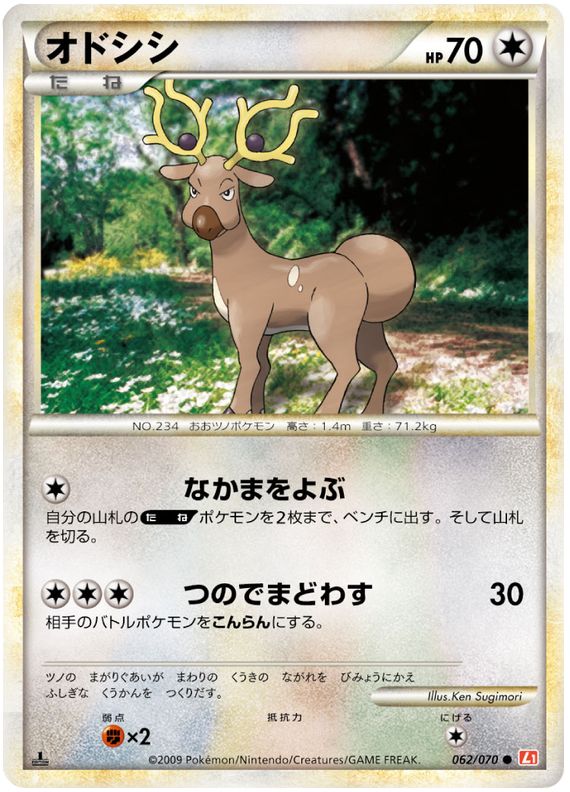 オドシシ HP70
たね
NO.234 おおツノポケモン 高さ:1.4m 重さ:71.2kg
なかまをよぶ
自分の山札の たね ポケモンを2枚まで、ベンチに出す。そして山札
を切る。
つのでまどわす 30
相手のバトルポケモンをこんらんにする。
ツノの まがりぐあいが まわりの くうきの ながれを びみょうにかえ
ふしぎな くうかんを つくりだす。
Illus.Ken Sugimori
弱点 抵抗力 にげる
×2
1 EDITION ©2009 Pokémon/Nintendo/Creatures/GAME FREAK. 062/070 ● L1